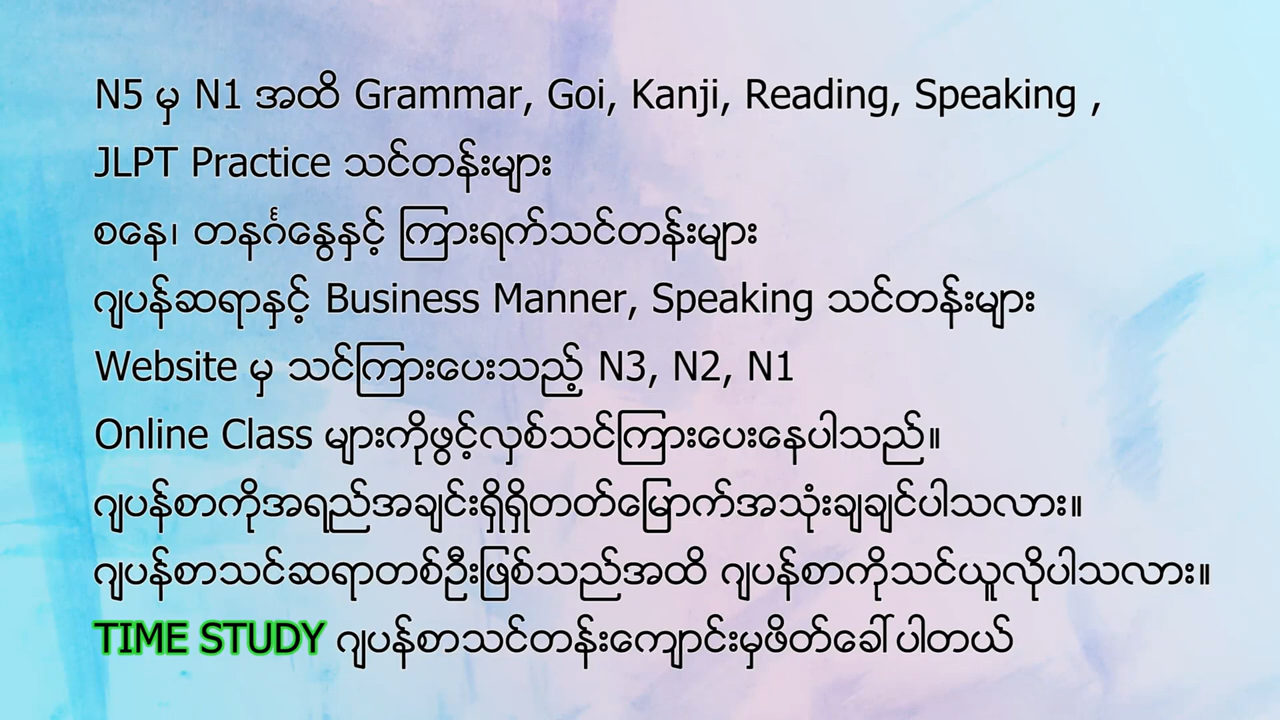 N5 မှ N1 အထိ Grammar, Goi, Kanji, Reading, Speaking ,
JLPT Practice သင်တန်းများ
စနေ၊ တနင်္ဂနွေနှင့် ကြားရက်သင်တန်းများ
ဂျပန်ဆရာနှင့် Business Manner, Speaking သင်တန်းများ
Website မှ သင်ကြားပေးသည့် N3, N2, N1
Online Class များကိုဖွင့်လှစ်သင်ကြားပေးနေပါသည်။
ဂျပန်စာကိုအရည်အချင်းရှိရှိတတ်မြောက်အသုံးချချင်ပါသလား။
ဂျပန်စာသင်ဆရာတစ်ဦးဖြစ်သည်အထိ ဂျပန်စာကိုသင်ယူလိုပါသလား။
TIME STUDY ဂျပန်စာသင်တန်းကျောင်းမှဖိတ်ခေါ်ပါတယ်